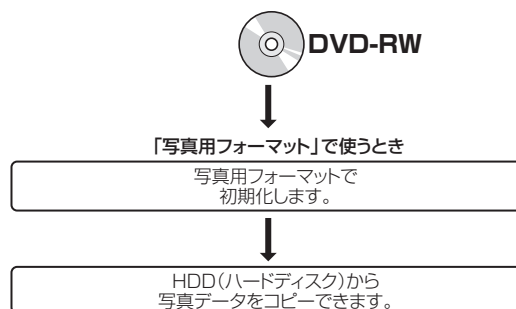 DVD-RW
「写真用フォーマット」で使うとき
写真用フォーマットで
初期化します。
HDD（ハードディスク）から
写真データをコピーできます。